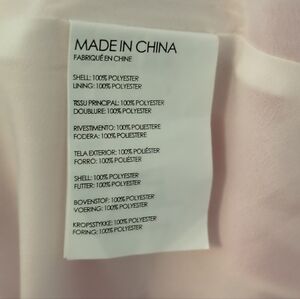 MADE IN CHINA
FABRIQUÉ EN CHINE
SHELL: 100% POLYESTER
LINING: 100% POLYESTER
TISSU PRINCIPAL: 100% POLYESTER
DOUBLURE: 100% POLYESTER
RIVESTIMENTO: 100% POLIESTERE
FODERA: 100% POLIESTERE
TELA EXTERIOR: 100% POLIÉSTER
FORRO: 100% POLIÉSTER
SHELL: 100% POLYESTER
FUTTER: 100% POLYESTER
BOVENSTOF: 100% POLYESTER
VOERING: 100% POLYESTER
KROPSSTYKKE: 100% POLYESTER
FORING: 100% POLYESTER